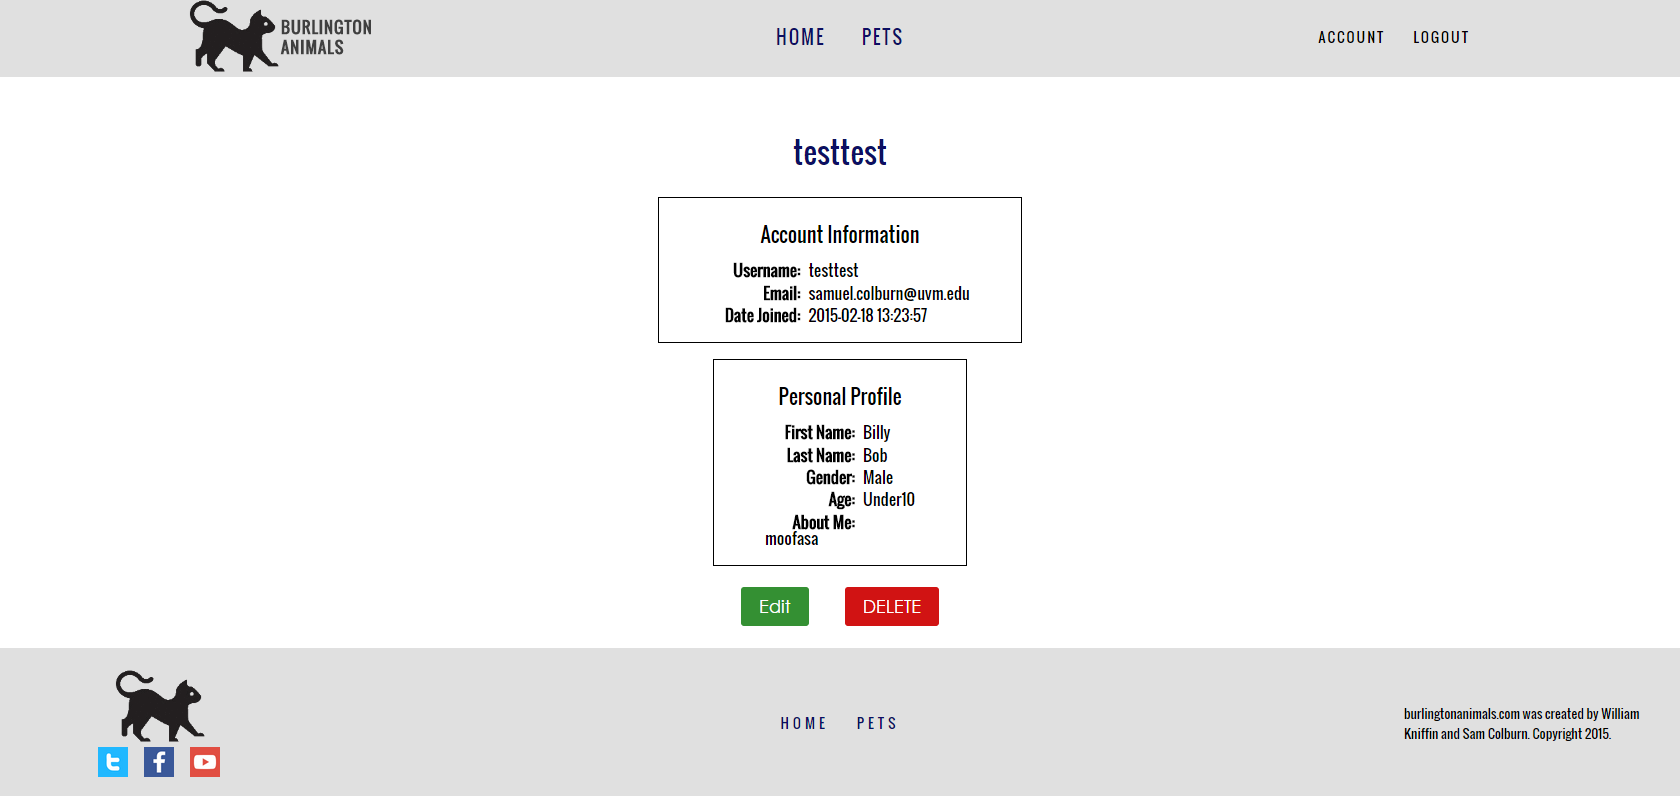 BURLINGTON
ANIMALS
HOME PETS
ACCOUNT LOGOUT
testtest
Account Information
Username: testtest
Email: samuel.colburn@uvm.edu
Date Joined: 2015-02-18 13:23:57
Personal Profile
First Name: Billy
Last Name: Bob
Gender: Male
Age: Under10
About Me:
moofasa
Edit DELETE
HOME PETS
burlingtonanimals.com was created by William
Kniffin and Sam Colburn. Copyright 2015.